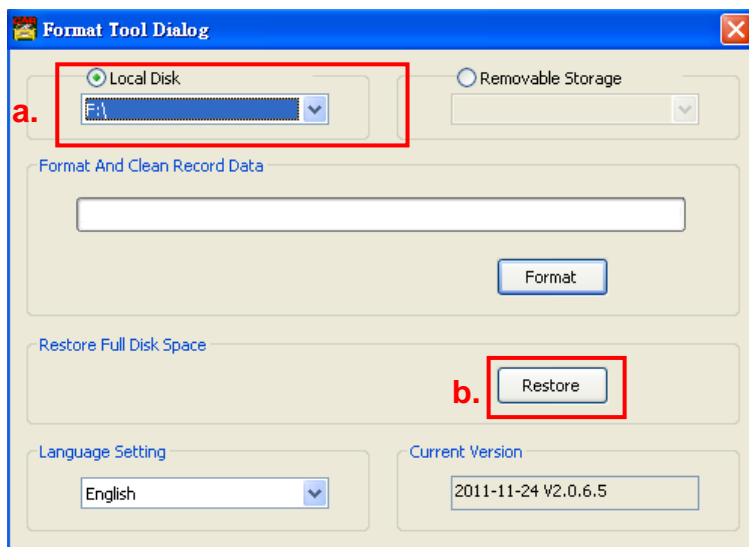 Format Tool Dialog
Local Disk
Removable Storage
a.
F:\
Format And Clean Record Data
Format
Restore Full Disk Space
b.
Restore
Language Setting
Current Version
English
2011-11-24 V2.0.6.5